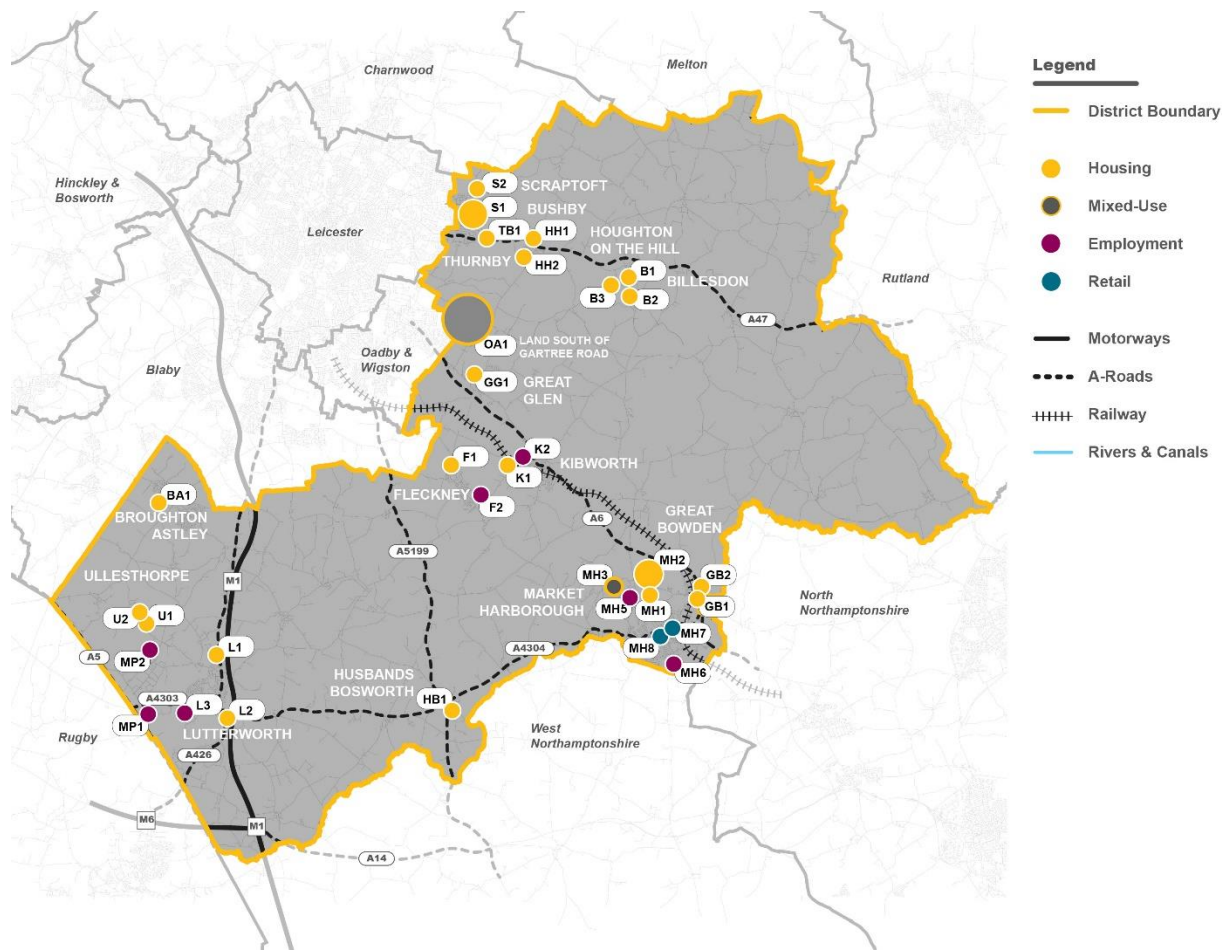 Charnwood
Melton
Hinckley &
Bosworth
Leicester
S2
SCRAPTOFT
S1
BUSHBY
TB1
HH1
HOUGHTON
ON THE HILL
THURNBY
HH2
B1
BILLESDON
B3
B2
Rutland
A47
OA1
LAND SOUTH OF
GARTREE ROAD
Oadby &
Wigston
Blaby
GG1
GREAT
GLEN
K2
F1
KIBWORTH
K1
FLECKNEY
F2
BA1
BROUGHTON
ASTLEY
A6
GREAT
BOWDEN
A5199
MH2
MH3
GB2
ULLESTHORPE
M1
MARKET
HARBOROUGH
MH5
MH1
GB1
North
Northamptonshire
U2
U1
MH7
MH8
A4304
L1
A5
MP2
MH6
HUSBANDS
BOSWORTH
A4303
L3
L2
HB1
MP1
LUTTERWORTH
Rugby
West
Northamptonshire
A426
M6
M1
A14
Legend
District Boundary
Housing
Mixed-Use
Employment
Retail
Motorways
A-Roads
Railway
Rivers & Canals